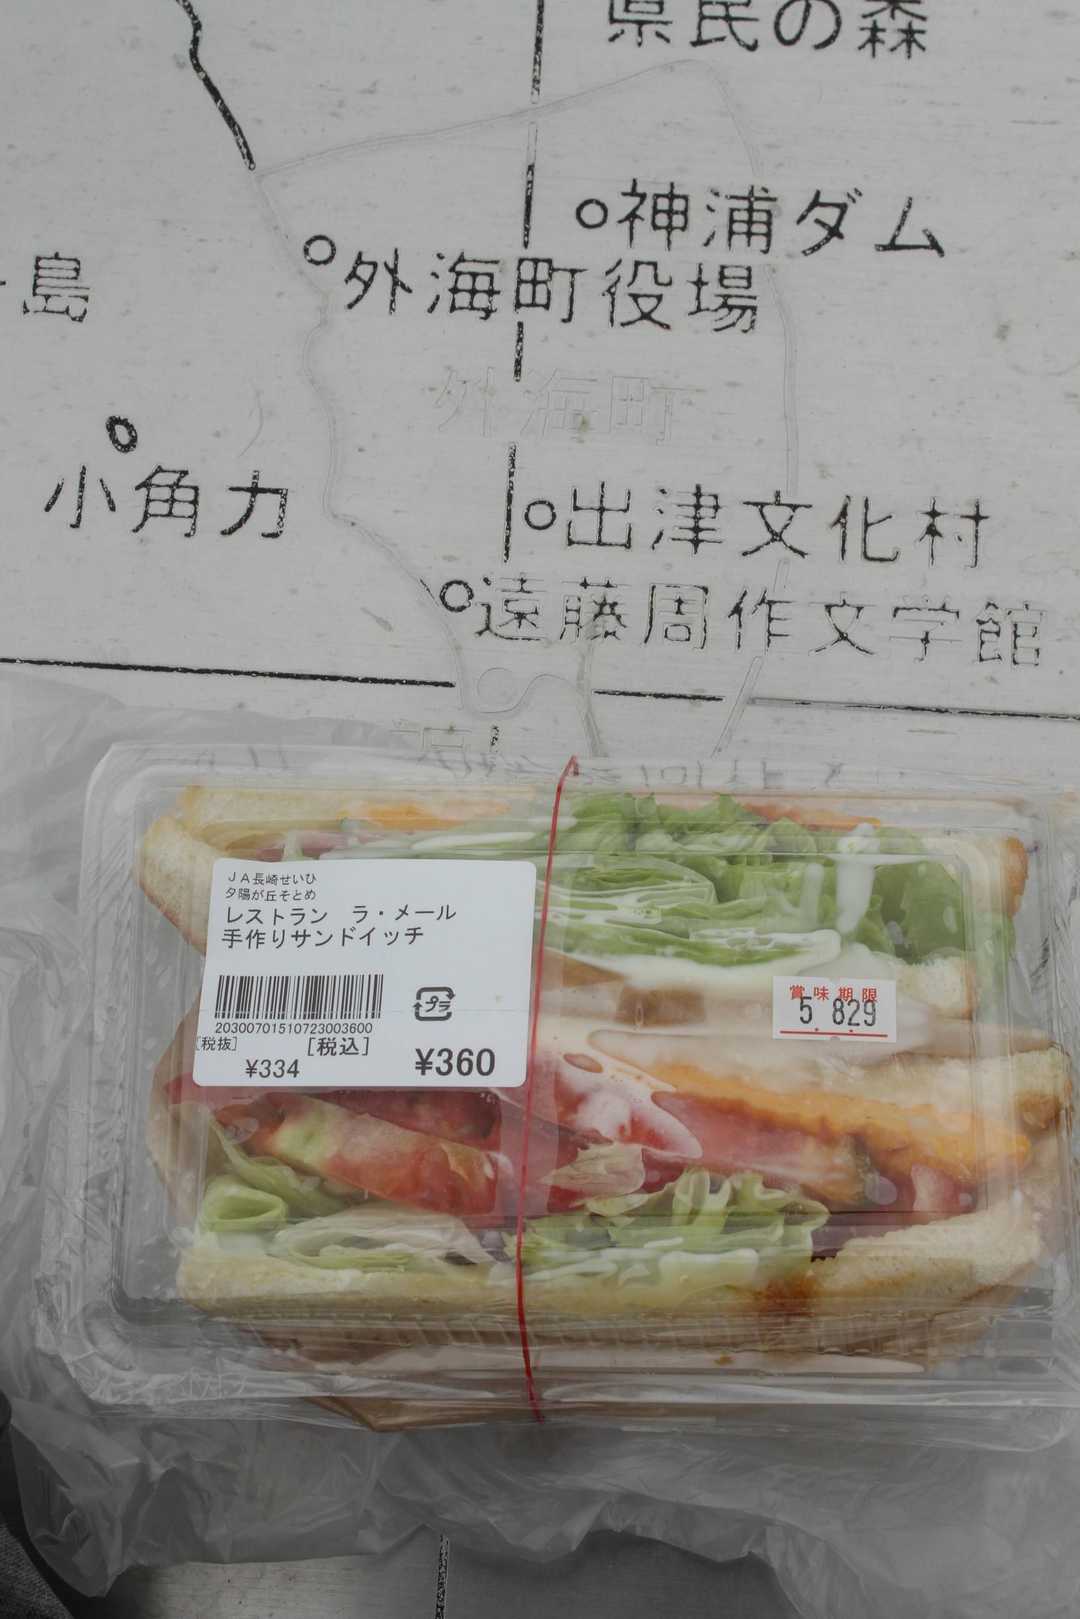 県民の森
神浦ダム
外海町役場
島
外海町
小角力
出津文化村
遠藤周作文学館
JA長崎せいひ
夕陽が丘そとめ
レストラン ラ・メール
手作りサンドイッチ
20300701510723003600
プラ
[税抜] [税込]
¥334 ¥360
賞味期限
5.8.29